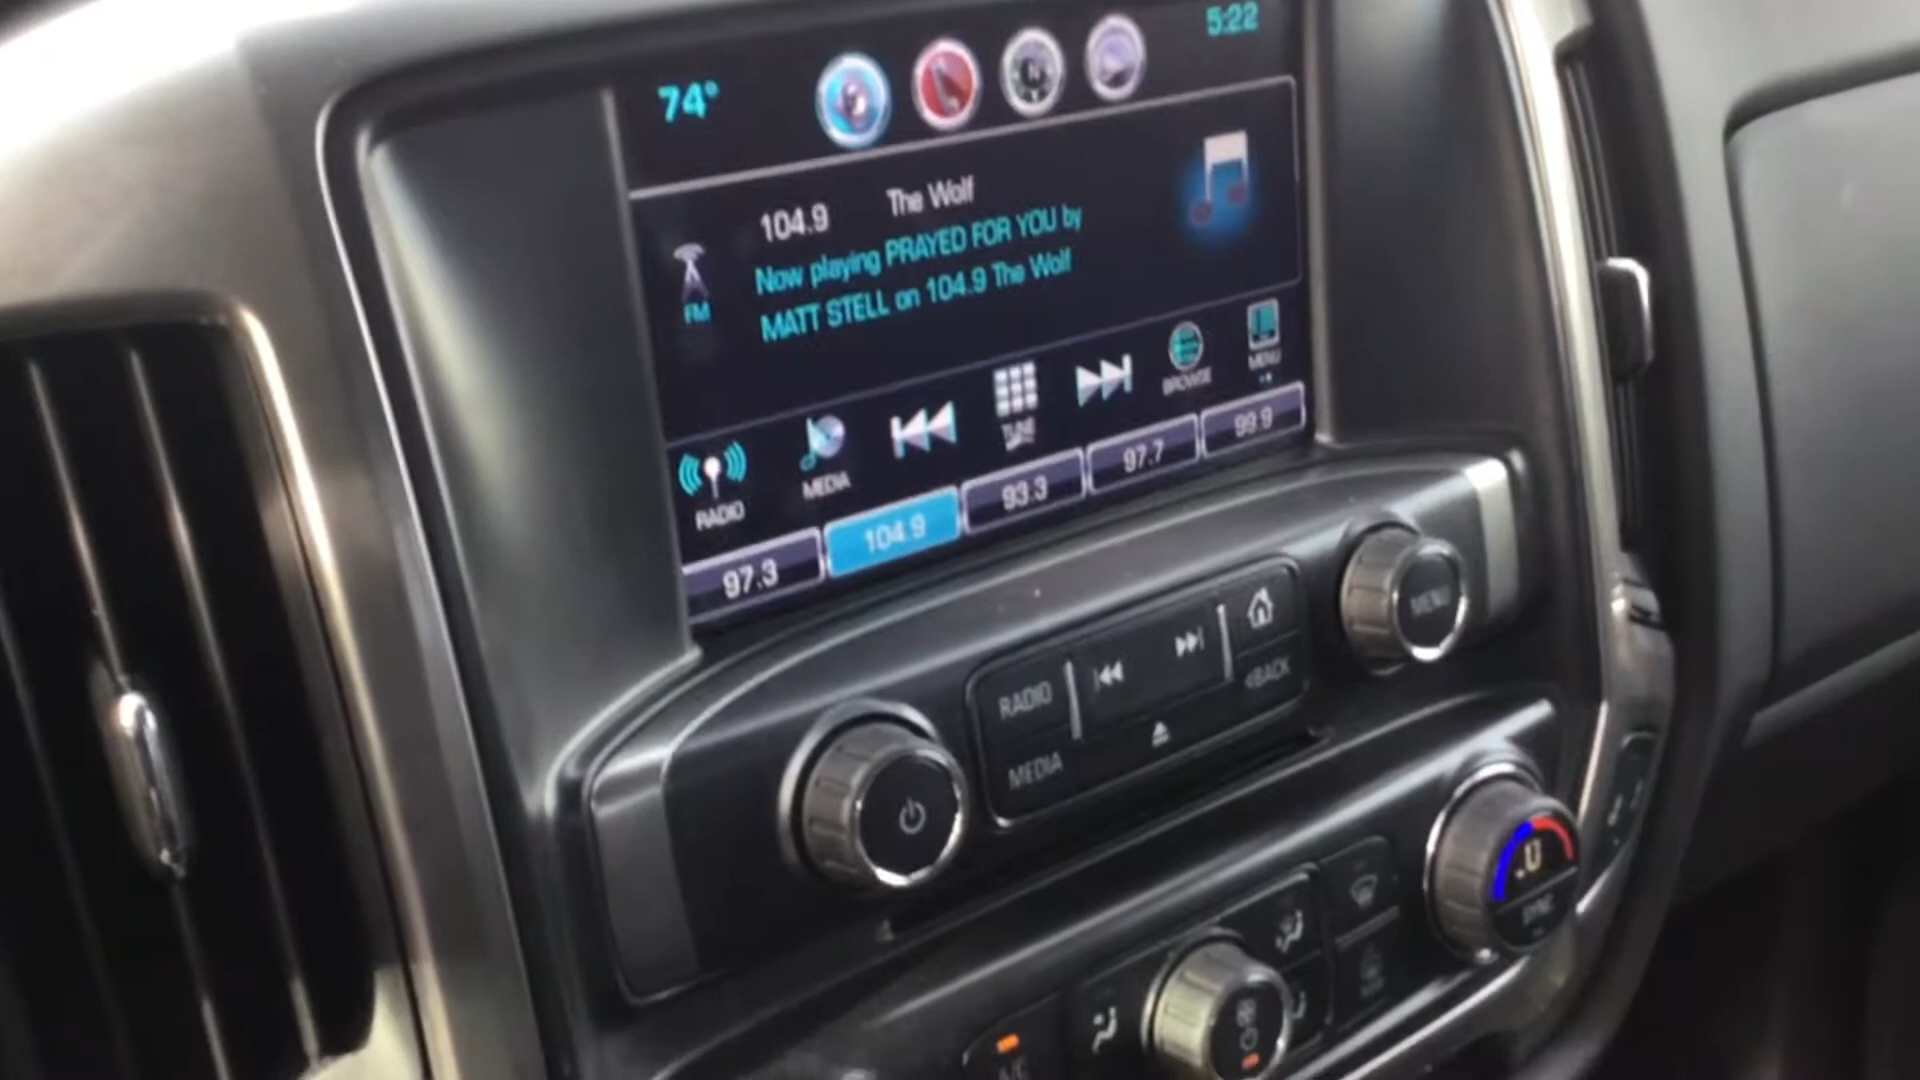 74° 5:22
104.9 The Wolf
Now playing PRAYED FOR YOU by
MATT STELL on 104.9 The Wolf
FM
RADIO MEDIA TUNE BROWSE MENU
97.3 104.9 93.3 97.7 99.9
RADIO
MEDIA
<BACK
MENU
SYNC
A/C